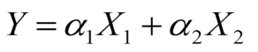 Y = α₁X₁ + α₂X₂